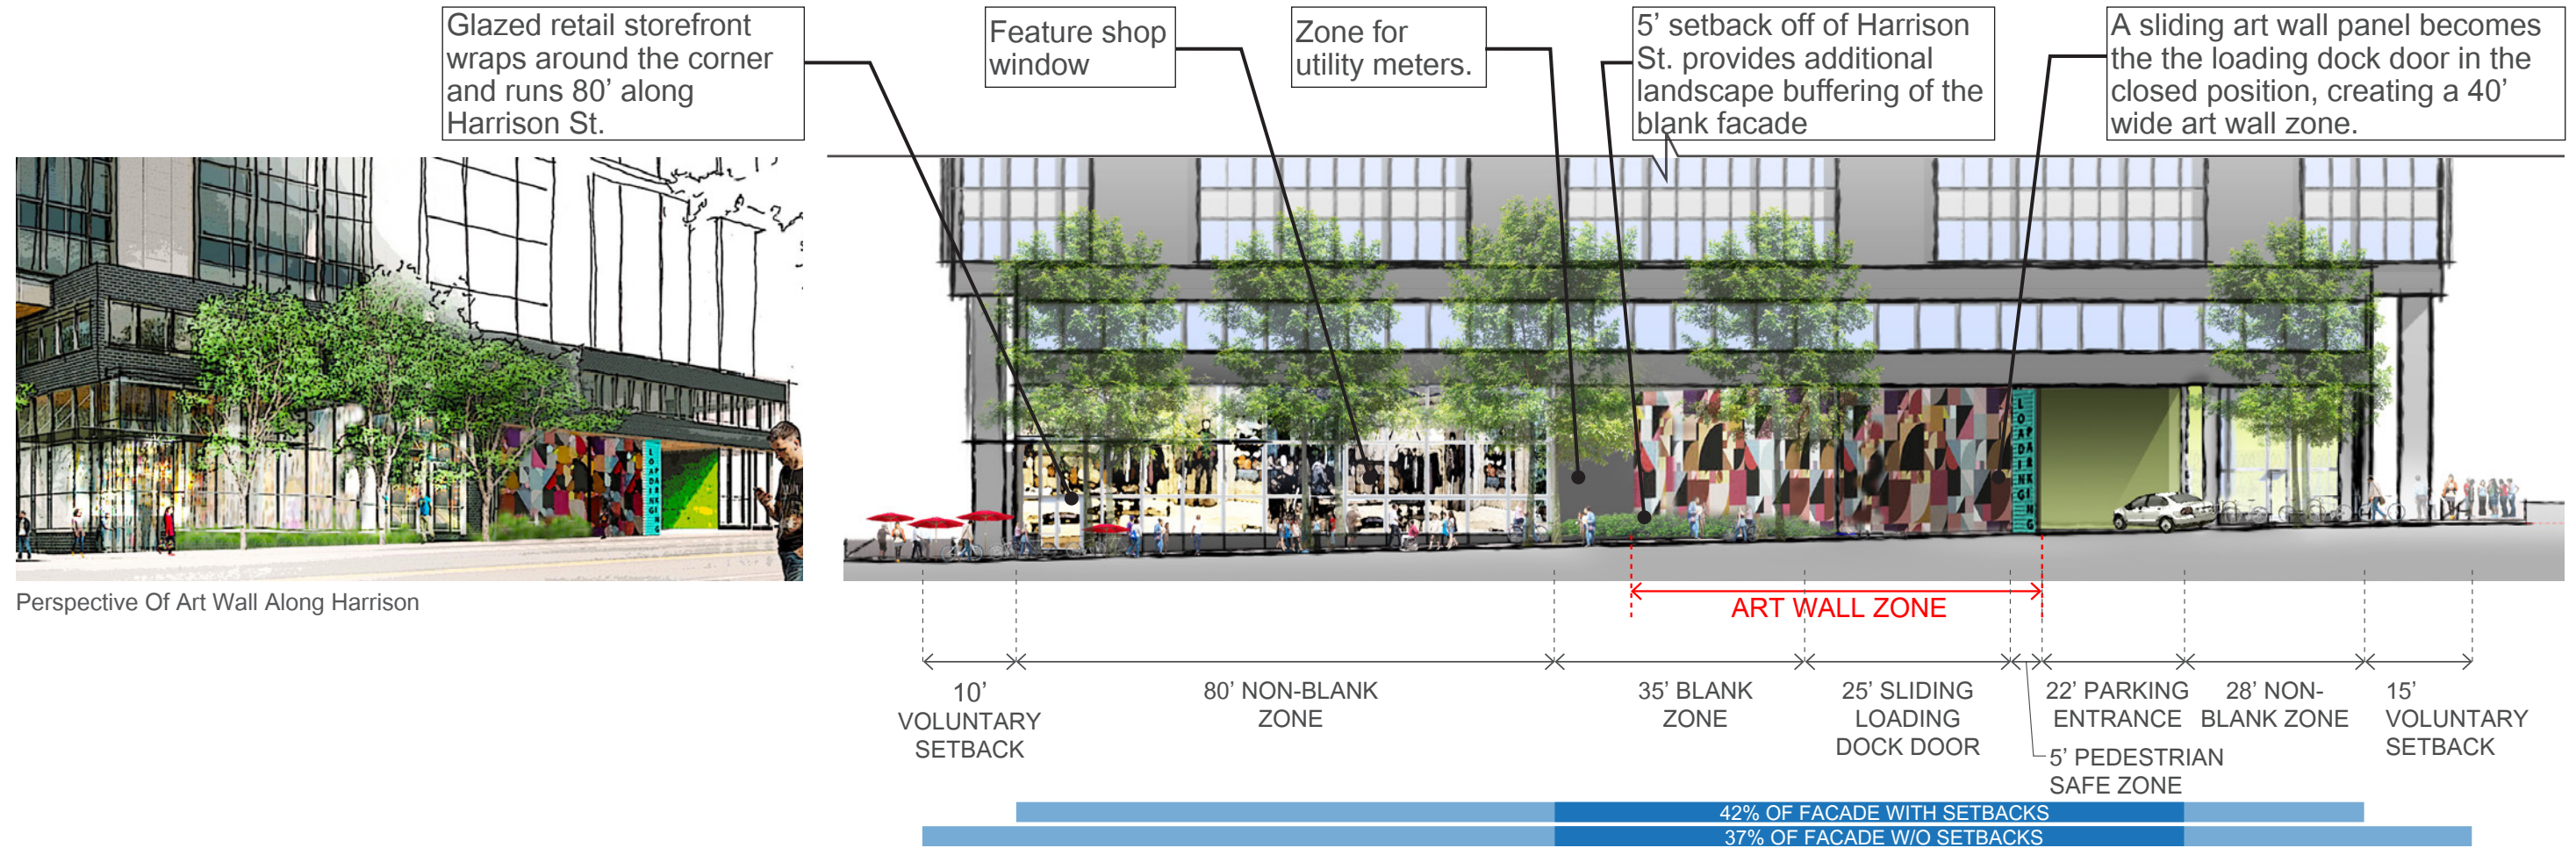 Glazed retail storefront
wraps around the corner
and runs 80’ along
Harrison St.
Feature shop
window
Zone for
utility meters.
5’ setback off of Harrison
St. provides additional
landscape buffering of the
blank facade
A sliding art wall panel becomes
the the loading dock door in the
closed position, creating a 40’
wide art wall zone.
LOADING
PARKING
LOADING
PARKING
Perspective Of Art Wall Along Harrison
ART WALL ZONE
10’
VOLUNTARY
SETBACK
80’ NON-BLANK
ZONE
35’ BLANK
ZONE
25’ SLIDING
LOADING
DOCK DOOR
5’ PEDESTRIAN
SAFE ZONE
22’ PARKING
ENTRANCE
28’ NON-
BLANK ZONE
15’
VOLUNTARY
SETBACK
42% OF FACADE WITH SETBACKS
37% OF FACADE W/O SETBACKS